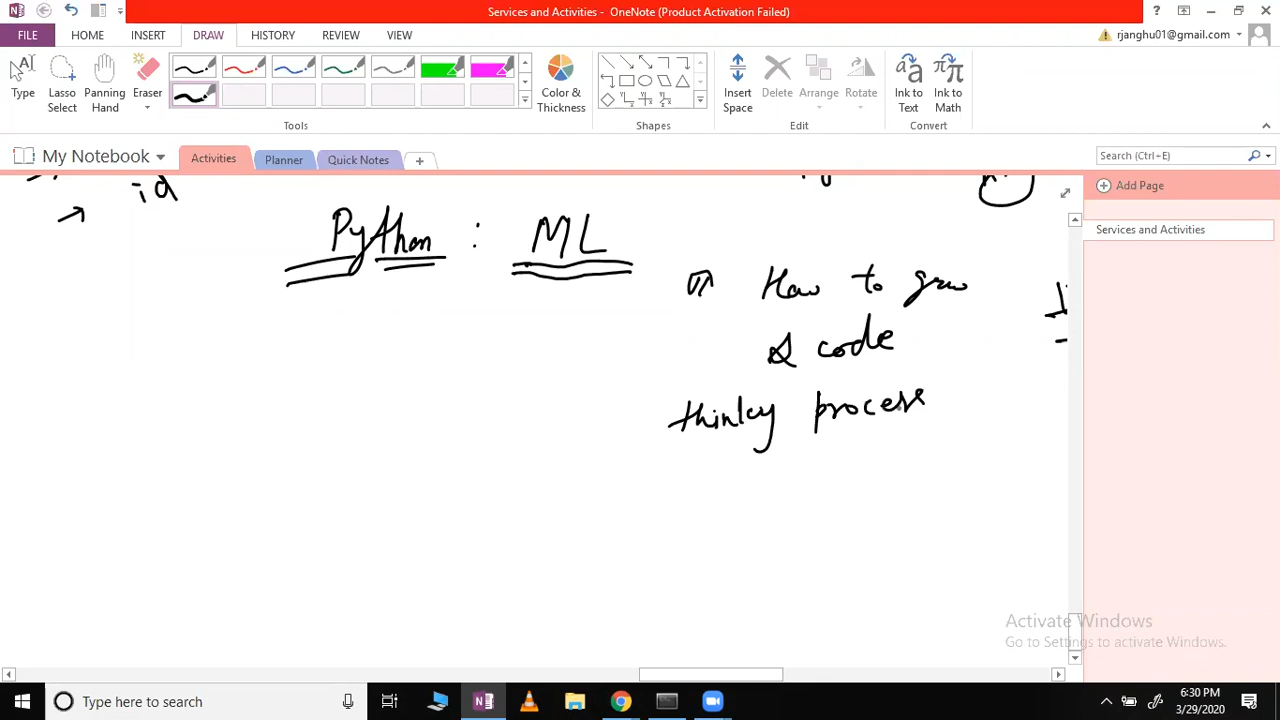 Services and Activities - OneNote (Product Activation Failed)
FILE HOME INSERT DRAW HISTORY REVIEW VIEW
rjanghu01@gmail.com
Type
Lasso Select
Panning Hand
Eraser
Color & Thickness
Insert Space
Delete
Arrange
Rotate
Ink to Text
Ink to Math
Tools Shapes Edit Convert
My Notebook Activities Planner Quick Notes
Search (Ctrl+E)
Add Page
Services and Activities
id
Python : ML
How to grow
& code
thinky process
Activate Windows
Go to Settings to activate Windows.
Type here to search
6:30 PM
3/29/2020